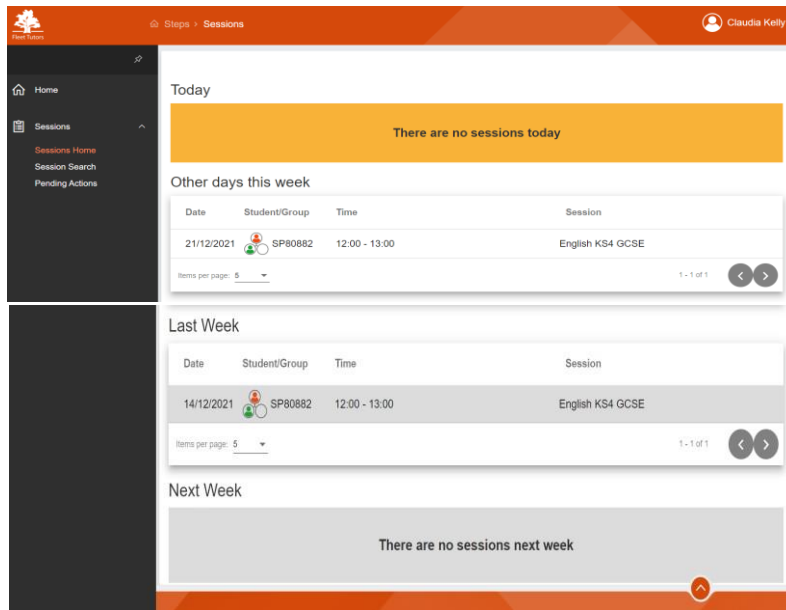 Fleet Tutors
Steps › Sessions
Claudia Kelly
Home
Sessions
Sessions Home
Session Search
Pending Actions
Today
There are no sessions today
Other days this week
Date Student/Group Time Session
21/12/2021 SP80882 12:00 - 13:00 English KS4 GCSE
Items per page: 5 1 - 1 of 1
Last Week
Date Student/Group Time Session
14/12/2021 SP80882 12:00 - 13:00 English KS4 GCSE
Items per page: 5 1 - 1 of 1
Next Week
There are no sessions next week